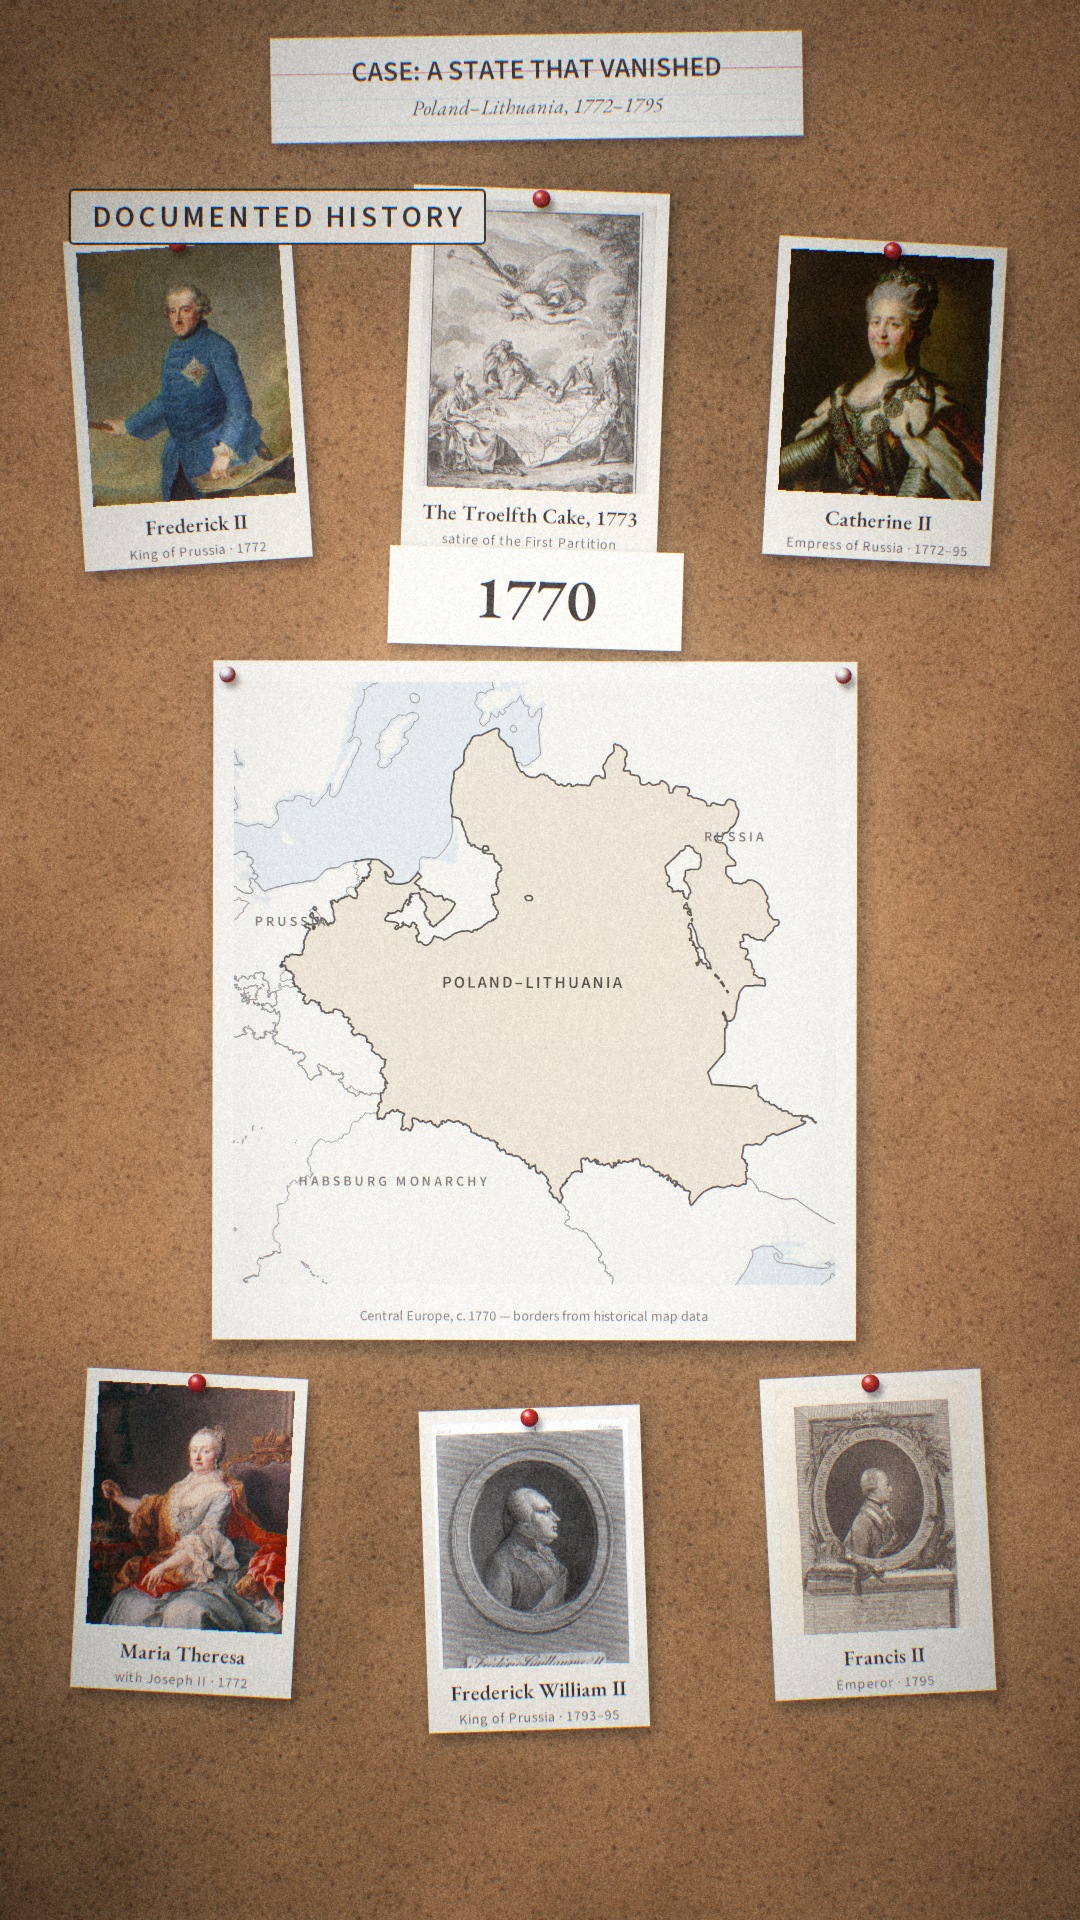 CASE: A STATE THAT VANISHED
Poland–Lithuania, 1772–1795
DOCUMENTED HISTORY
Frederick II
King of Prussia · 1772
The Troelfth Cake, 1773
satire of the First Partition
Catherine II
Empress of Russia · 1772–95
1770
RUSSIA
PRUSSIA
POLAND–LITHUANIA
HABSBURG MONARCHY
Central Europe, c. 1770 — borders from historical map data
Maria Theresa
with Joseph II · 1772
Frederick William II
King of Prussia · 1793–95
Francis II
Emperor · 1795